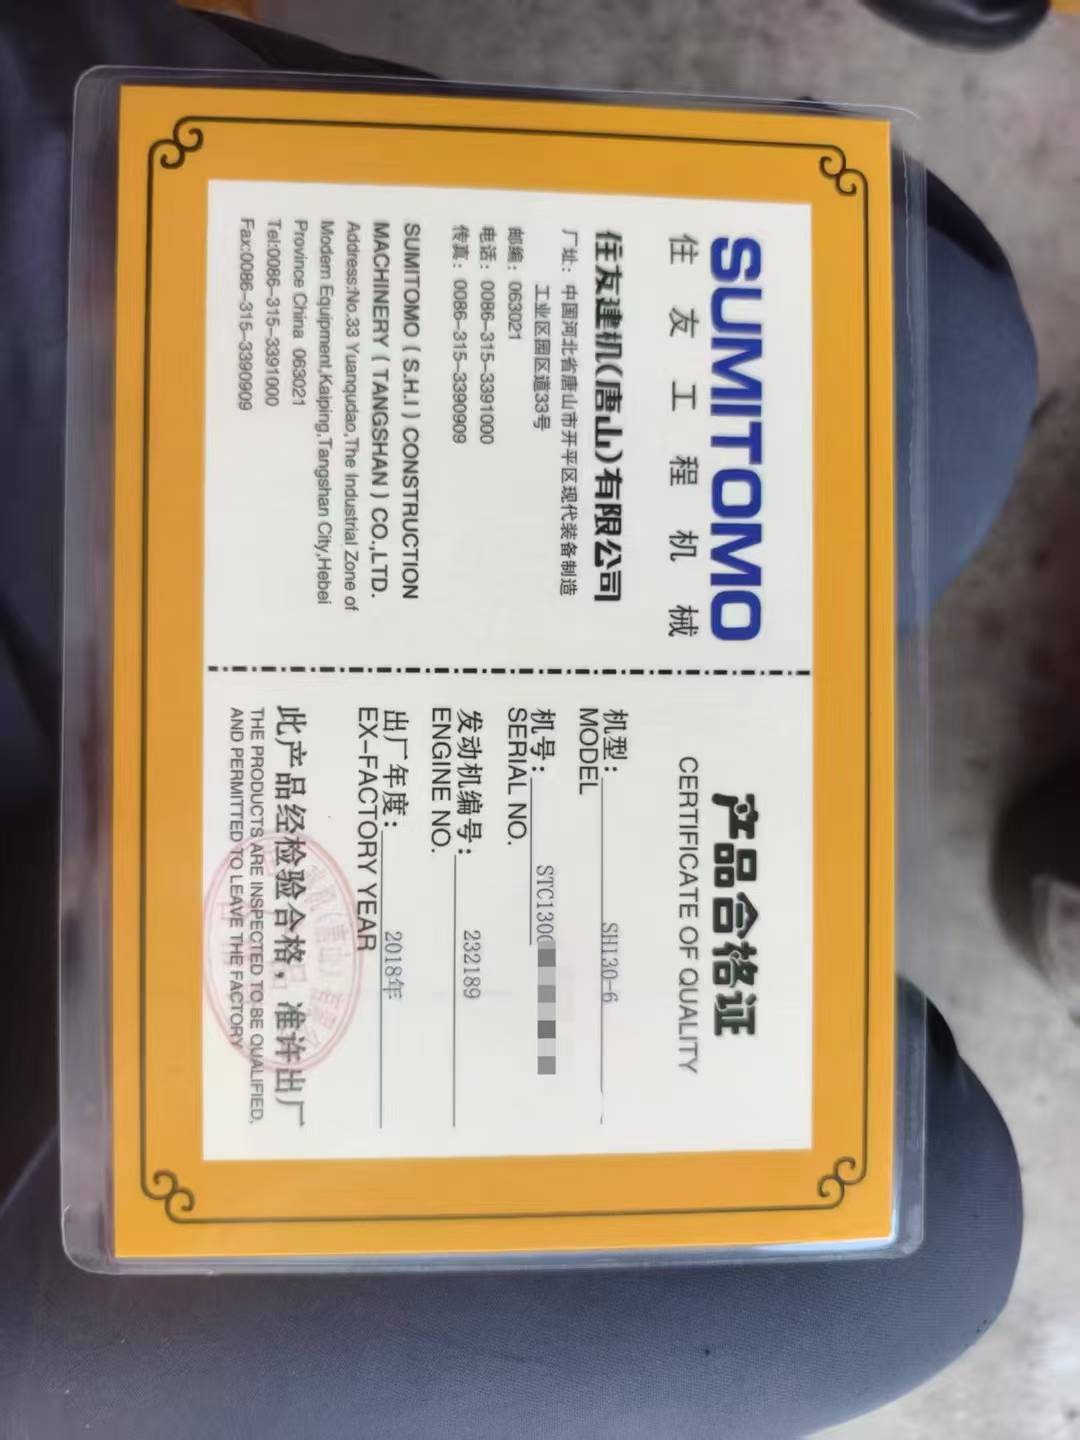 SUMITOMO
住友工程机械
住友建机(唐山)有限公司
厂址：中国河北省唐山市开平区现代装备制造
工业区园区道33号
邮编：063021
电话：0086-315-3391000
传真：0086-315-3390909
SUMITOMO ( S.H.I ) CONSTRUCTION
MACHINERY ( TANGSHAN ) CO.,LTD.
Address:No.33 Yuanqudao,The Industrial Zone of
Modern Equipment,Kaiping,Tangshan City,Hebei
Province China 063021
Tel:0086-315-3391000
Fax:0086-315-3390909
产品合格证
CERTIFICATE OF QUALITY
机型：SH130-6
MODEL
机号：STC130
SERIAL NO.
发动机编号：232189
ENGINE NO.
出厂年度：2018年
EX-FACTORY YEAR
此产品经检验合格，准许出厂
THE PRODUCTS ARE INSPECTED TO BE QUALIFIED,
AND PERMITTED TO LEAVE THE FACTORY